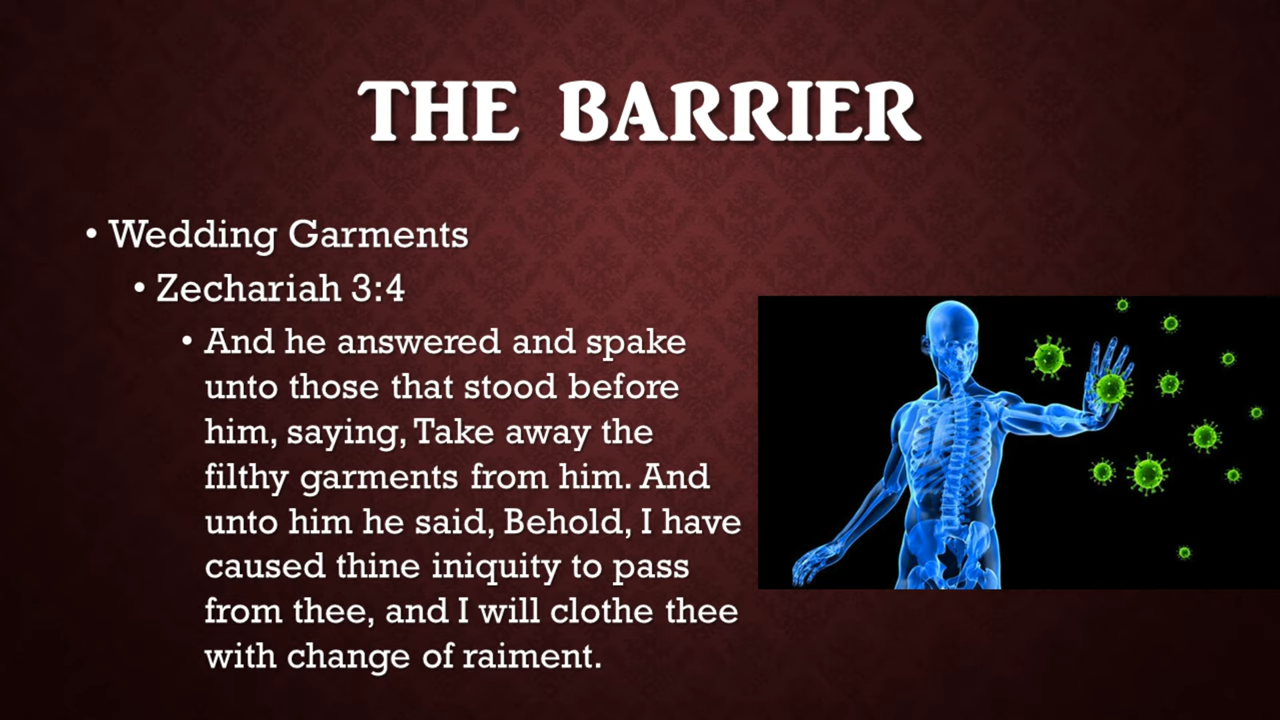 THE BARRIER
• Wedding Garments
• Zechariah 3:4
• And he answered and spake
unto those that stood before
him, saying, Take away the
filthy garments from him. And
unto him he said, Behold, I have
caused thine iniquity to pass
from thee, and I will clothe thee
with change of raiment.